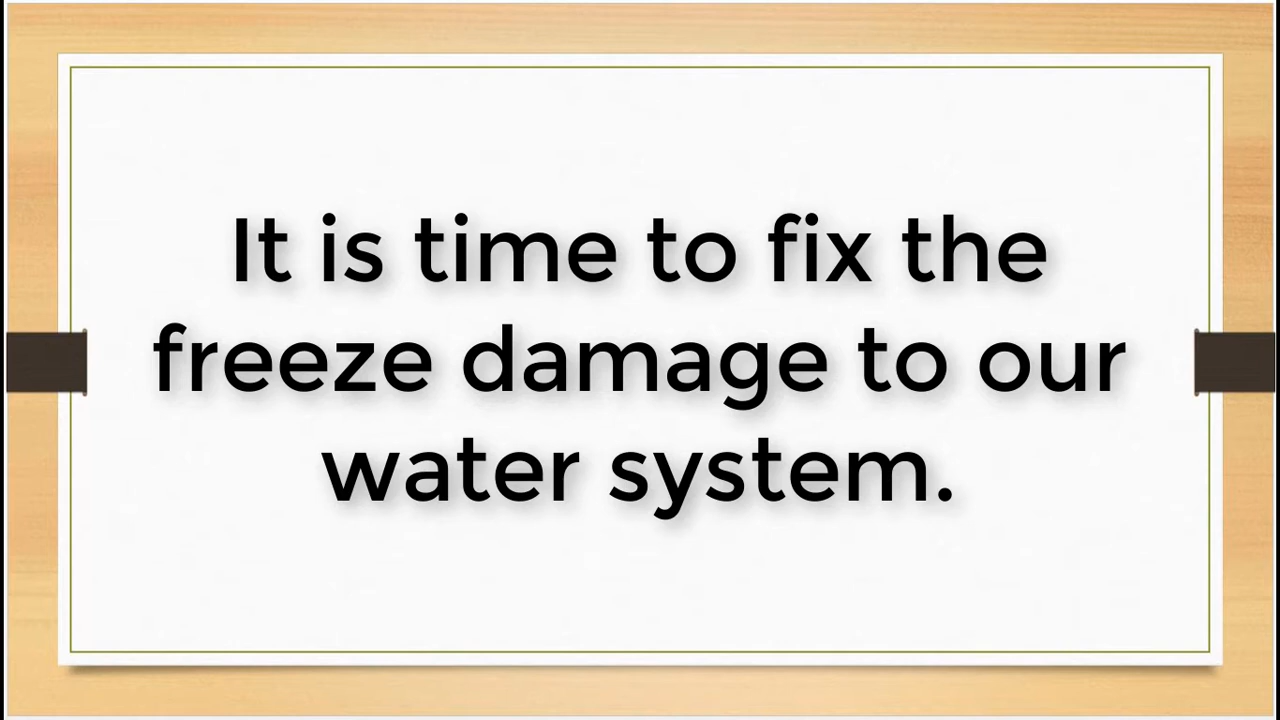 It is time to fix the
freeze damage to our
water system.